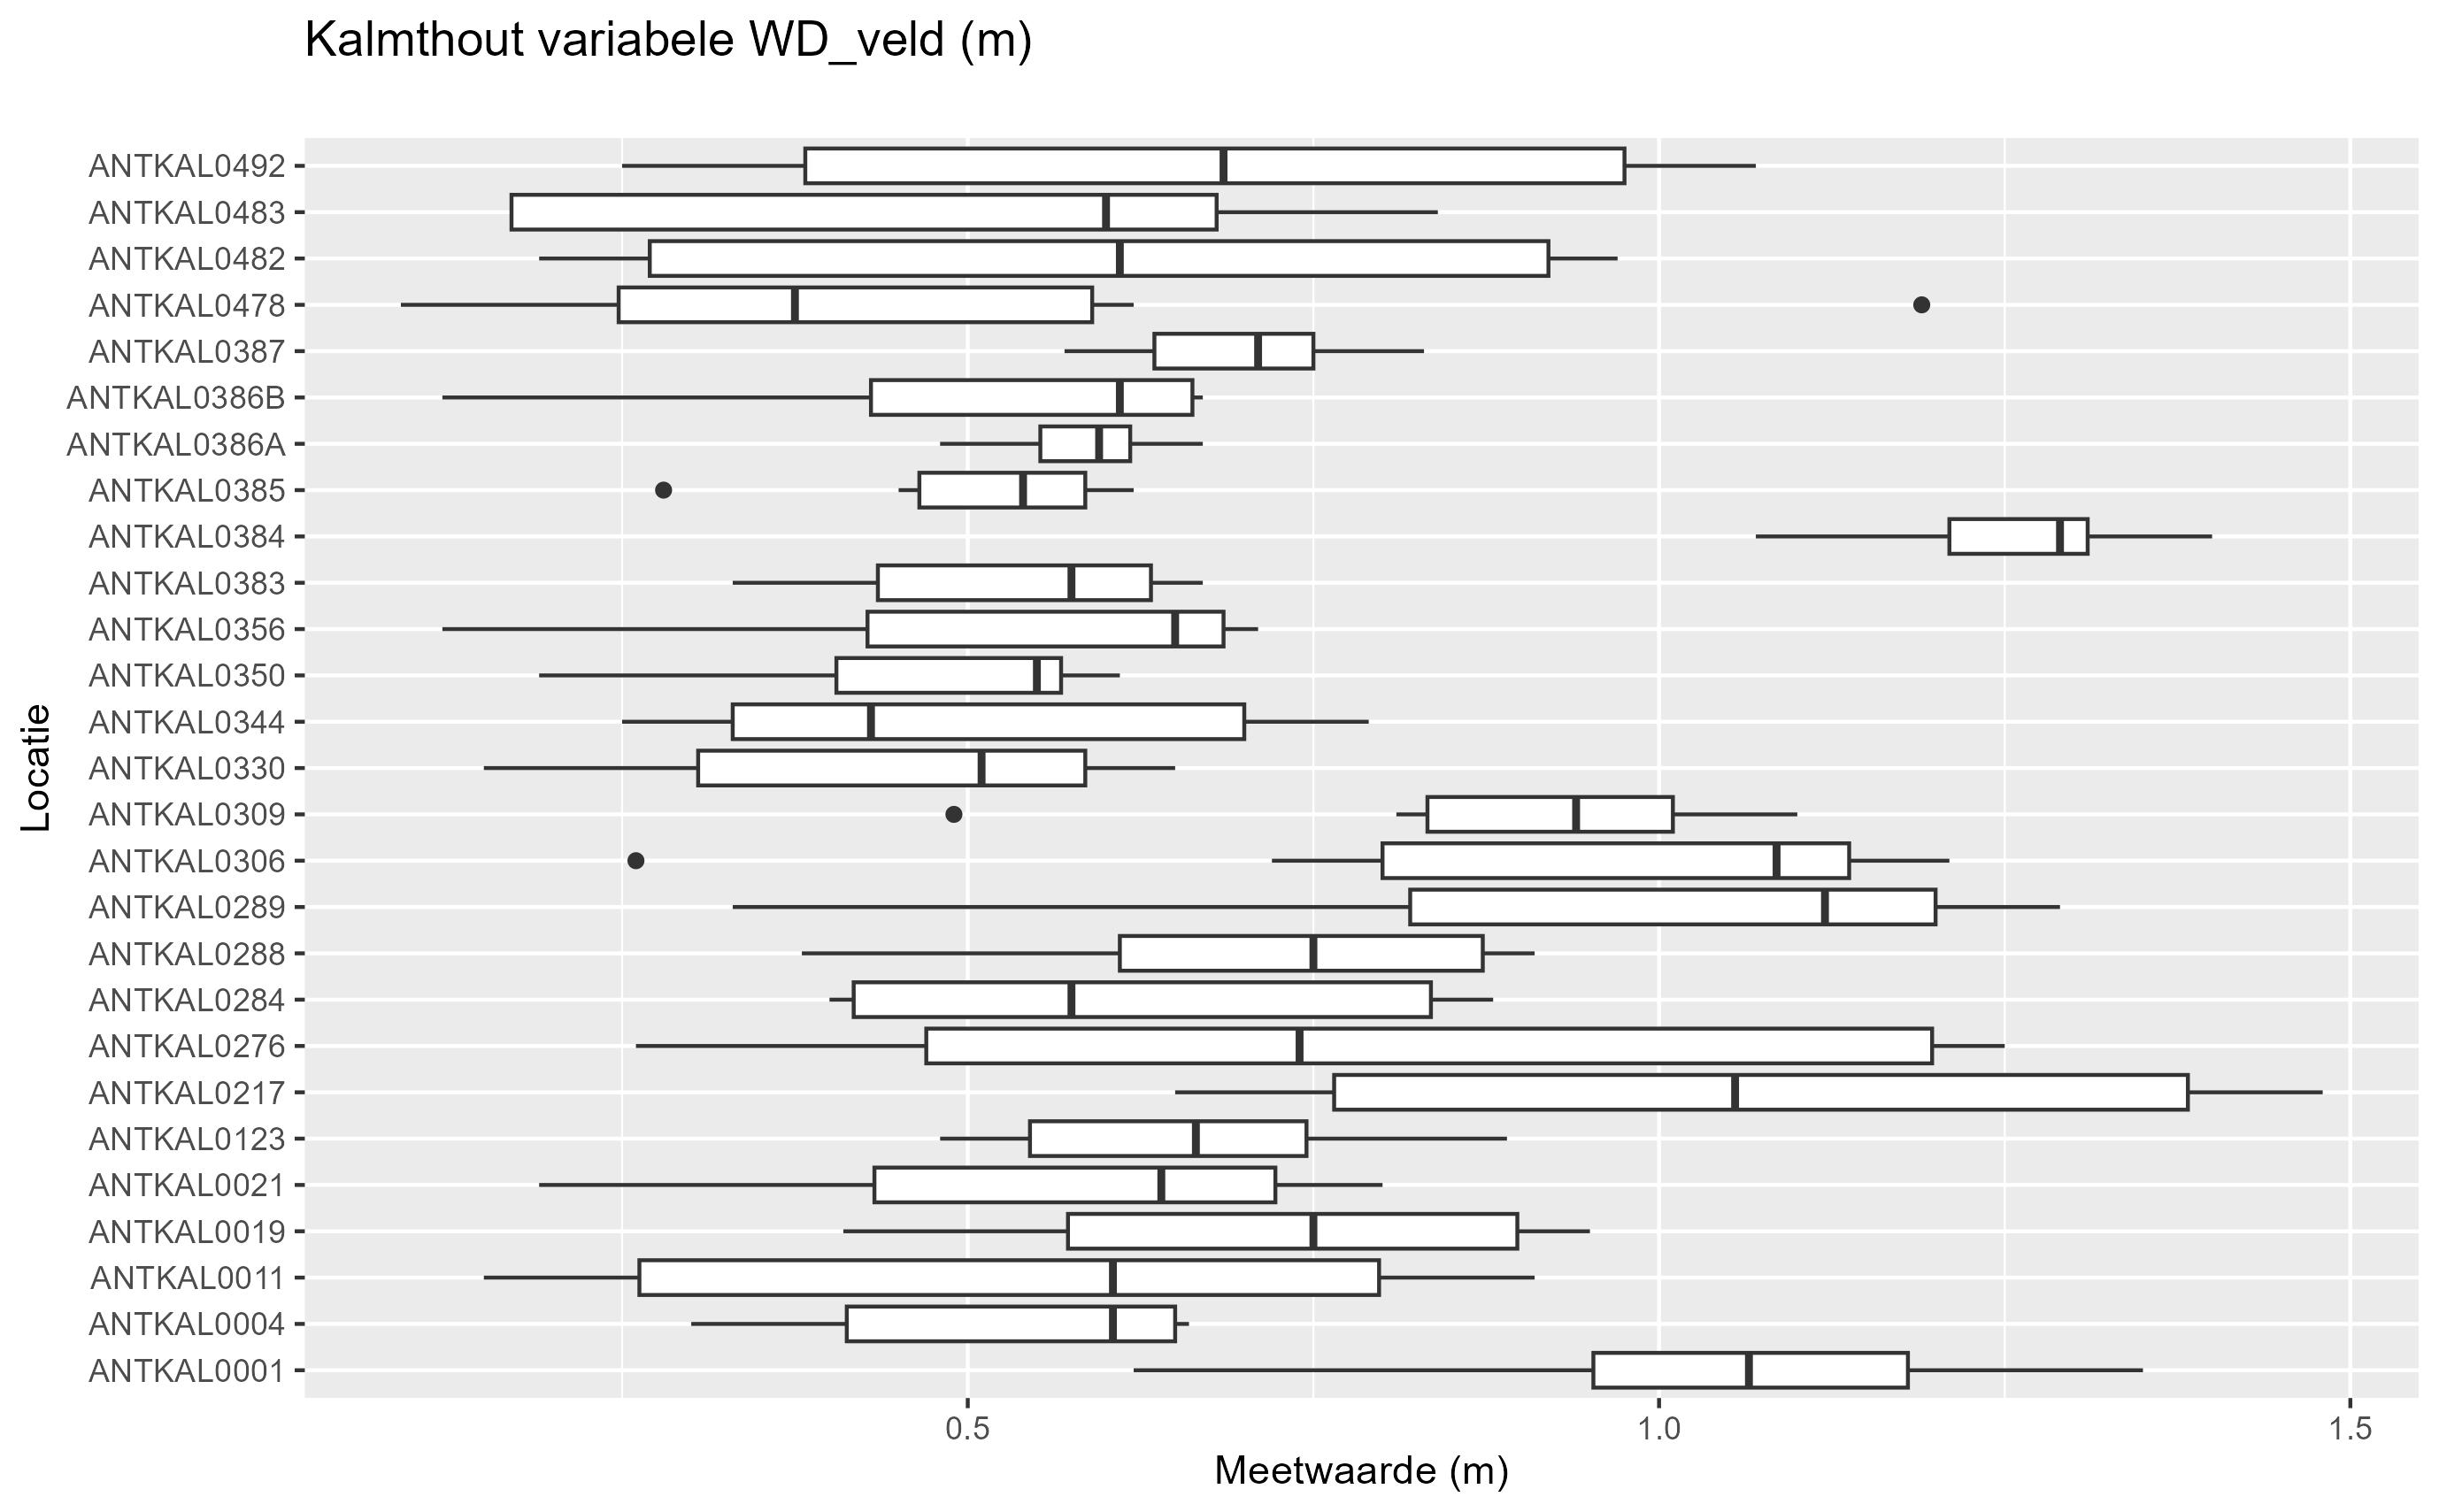 Kalmthout variabele WD_veld (m)
ANTKAL0492
ANTKAL0483
ANTKAL0482
ANTKAL0478
ANTKAL0387
ANTKAL0386B
ANTKAL0386A
ANTKAL0385
ANTKAL0384
ANTKAL0383
ANTKAL0356
ANTKAL0350
ANTKAL0344
ANTKAL0330
ANTKAL0309
ANTKAL0306
ANTKAL0289
ANTKAL0288
ANTKAL0284
ANTKAL0276
ANTKAL0217
ANTKAL0123
ANTKAL0021
ANTKAL0019
ANTKAL0011
ANTKAL0004
ANTKAL0001
Locatie
0.5 1.0 1.5
Meetwaarde (m)